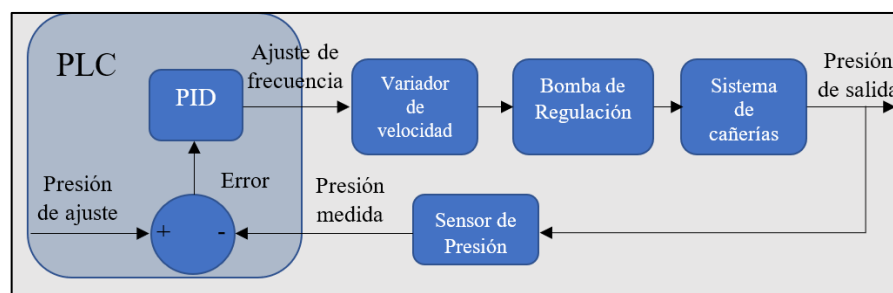 PLC
PID
Ajuste de
frecuencia
Variador
de
velocidad
Bomba de
Regulación
Sistema
de
cañerías
Presión
de salida
Presión
de ajuste
+
-
Error
Presión
medida
Sensor de
Presión